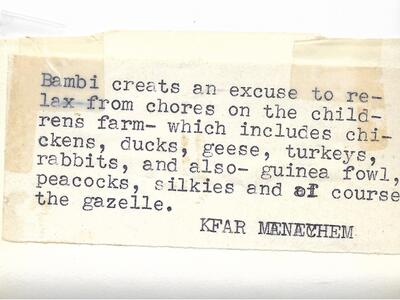 Bambi creats an excuse to re-
lax from chores on the child-
rens farm- which includes chi-
ckens, ducks, geese, turkeys,
rabbits, and also- guinea fowl,
peacocks, silkies and of course
the gazelle.
KFAR MENACHEM